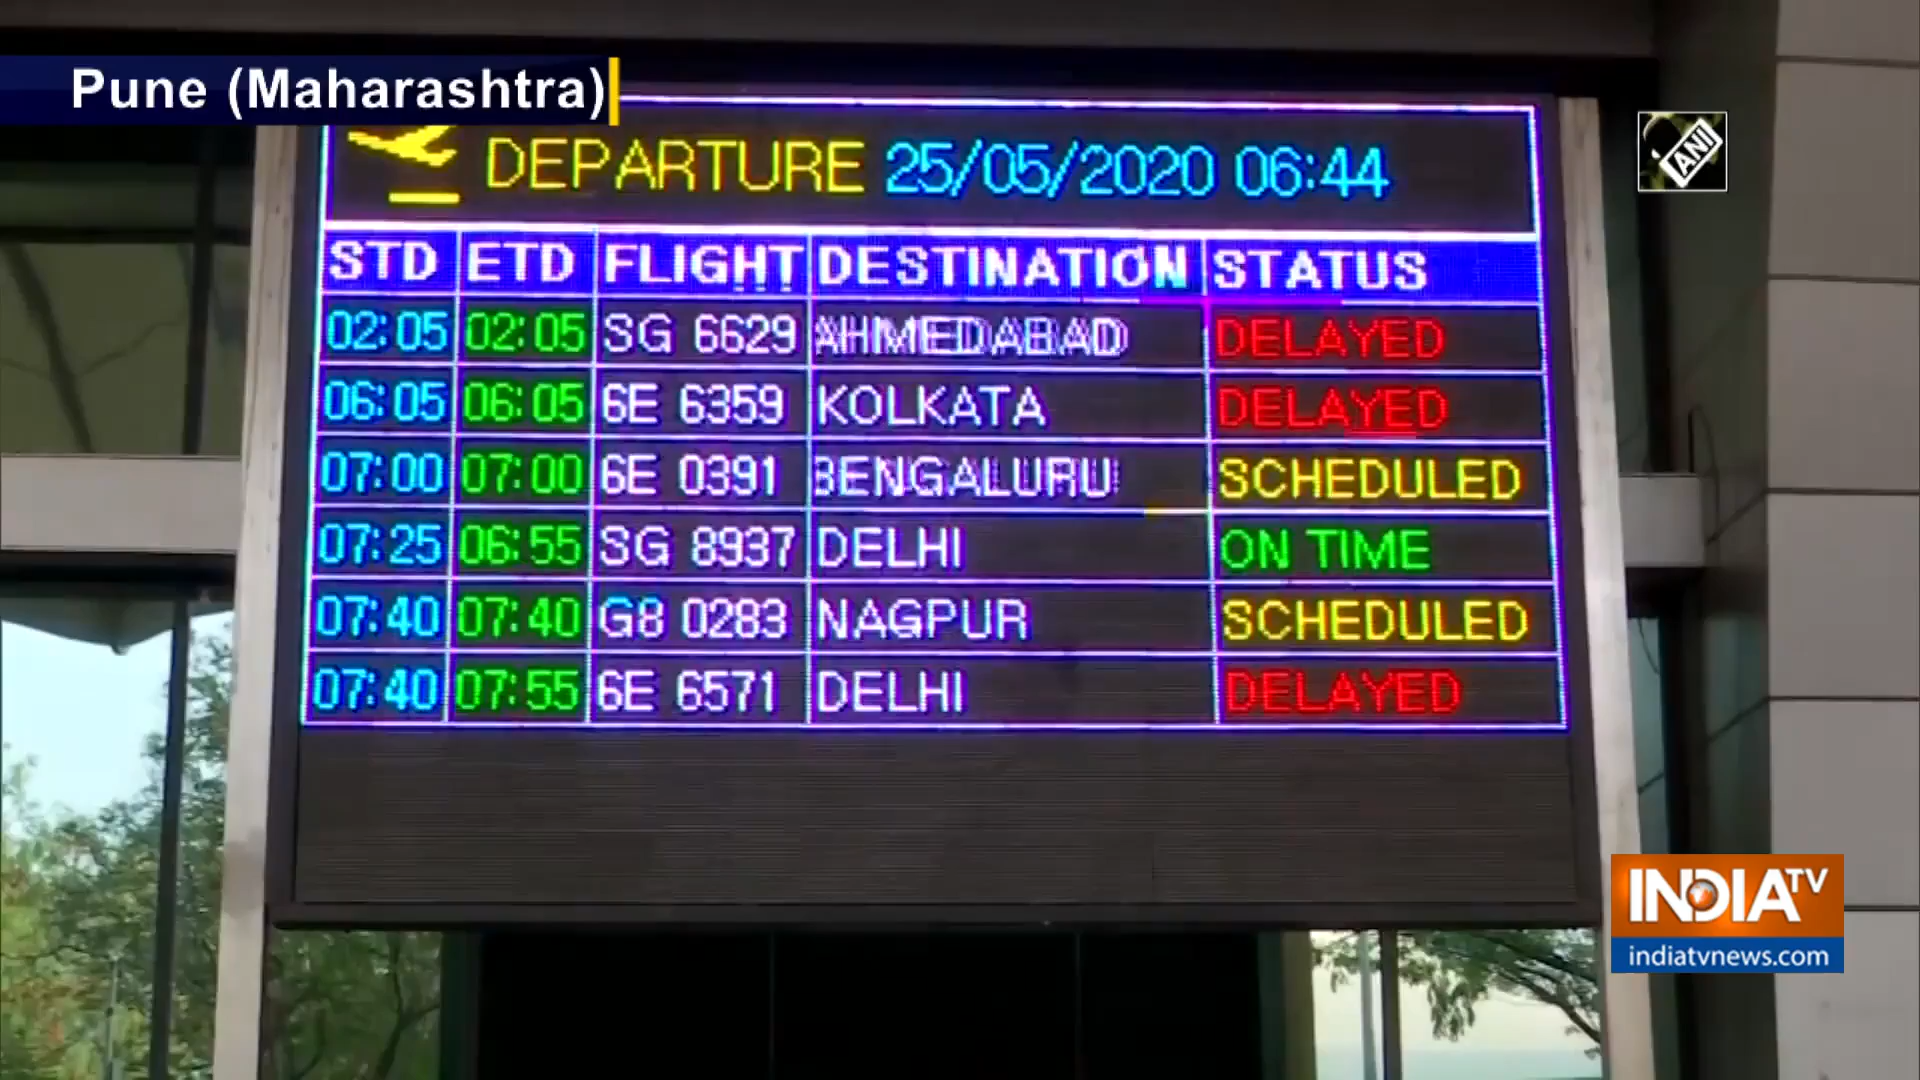 Pune (Maharashtra)
ANI
DEPARTURE 25/05/2020 06:44
STD ETD FLIGHT DESTINATION STATUS
02:05 02:05 SG 6629 AHMEDABAD DELAYED
06:05 06:05 6E 6359 KOLKATA DELAYED
07:00 07:00 6E 0391 BENGALURU SCHEDULED
07:25 06:55 SG 8937 DELHI ON TIME
07:40 07:40 G8 0283 NAGPUR SCHEDULED
07:40 07:55 6E 6571 DELHI DELAYED
INDIA TV
indiatvnews.com